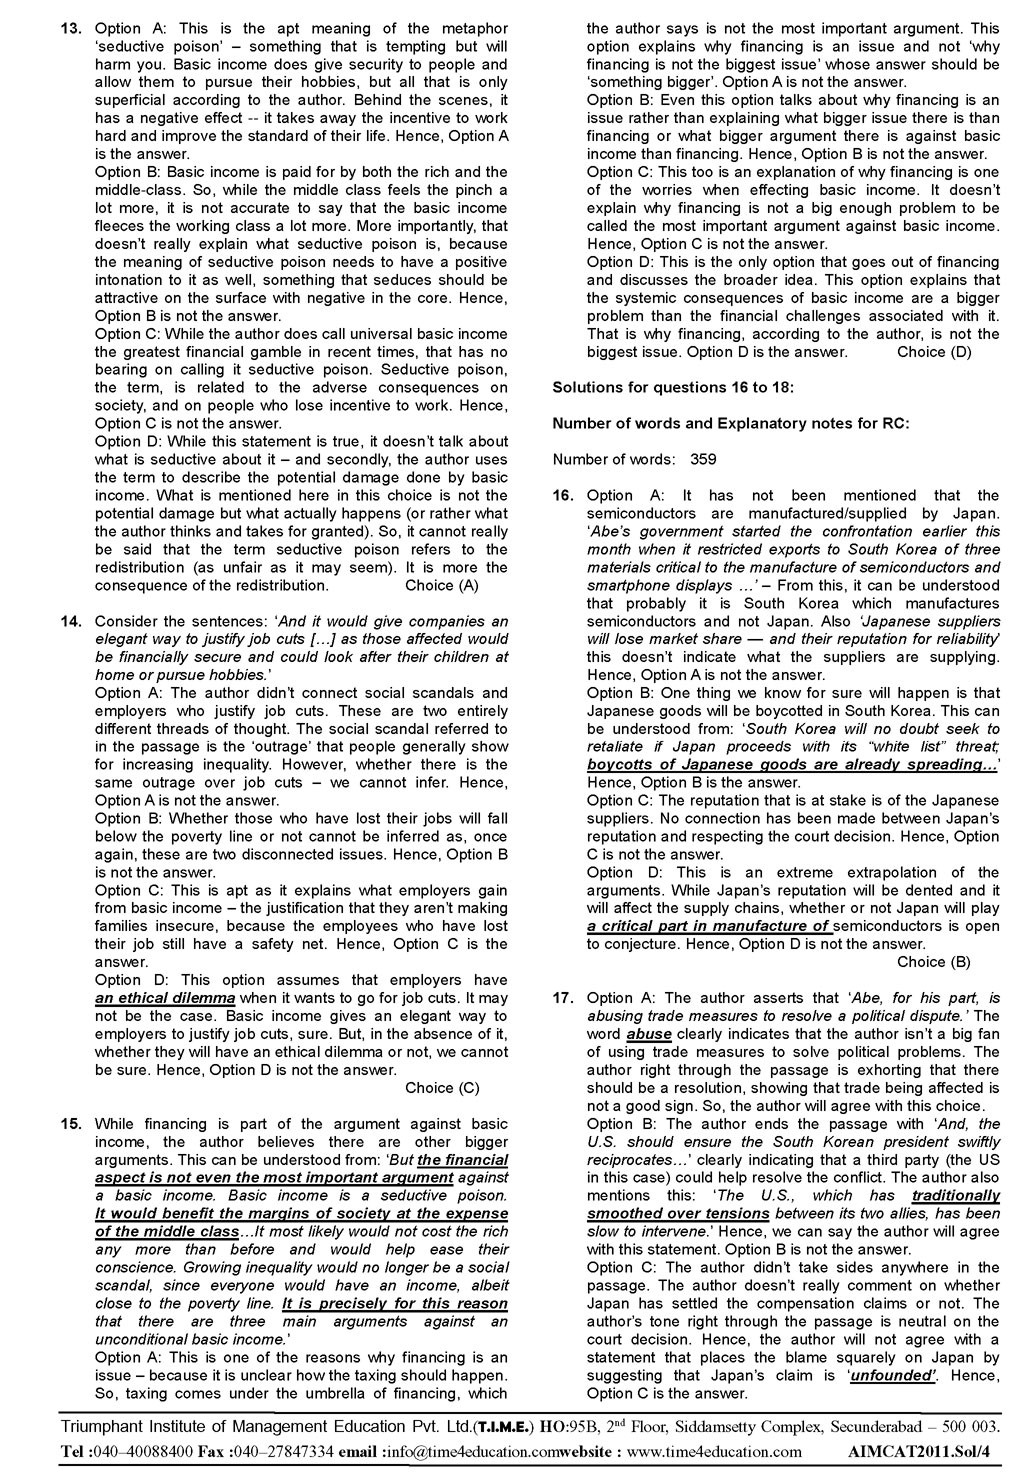 13. Option A: This is the apt meaning of the metaphor
‘seductive poison’ – something that is tempting but will
harm you. Basic income does give security to people and
allow them to pursue their hobbies, but all that is only
superficial according to the author. Behind the scenes, it
has a negative effect -- it takes away the incentive to work
hard and improve the standard of their life. Hence, Option A
is the answer.
Option B: Basic income is paid for by both the rich and the
middle-class. So, while the middle class feels the pinch a
lot more, it is not accurate to say that the basic income
fleeces the working class a lot more. More importantly, that
doesn’t really explain what seductive poison is, because
the meaning of seductive poison needs to have a positive
intonation to it as well, something that seduces should be
attractive on the surface with negative in the core. Hence,
Option B is not the answer.
Option C: While the author does call universal basic income
the greatest financial gamble in recent times, that has no
bearing on calling it seductive poison. Seductive poison,
the term, is related to the adverse consequences on
society, and on people who lose incentive to work. Hence,
Option C is not the answer.
Option D: While this statement is true, it doesn’t talk about
what is seductive about it – and secondly, the author uses
the term to describe the potential damage done by basic
income. What is mentioned here in this choice is not the
potential damage but what actually happens (or rather what
the author thinks and takes for granted). So, it cannot really
be said that the term seductive poison refers to the
redistribution (as unfair as it may seem). It is more the
consequence of the redistribution. Choice (A)
14. Consider the sentences: ‘And it would give companies an
elegant way to justify job cuts [...] as those affected would
be financially secure and could look after their children at
home or pursue hobbies.’
Option A: The author didn’t connect social scandals and
employers who justify job cuts. These are two entirely
different threads of thought. The social scandal referred to
in the passage is the ‘outrage’ that people generally show
for increasing inequality. However, whether there is the
same outrage over job cuts – we cannot infer. Hence,
Option A is not the answer.
Option B: Whether those who have lost their jobs will fall
below the poverty line or not cannot be inferred as, once
again, these are two disconnected issues. Hence, Option B
is not the answer.
Option C: This is apt as it explains what employers gain
from basic income – the justification that they aren’t making
families insecure, because the employees who have lost
their job still have a safety net. Hence, Option C is the
answer.
Option D: This option assumes that employers have
an ethical dilemma when it wants to go for job cuts. It may
not be the case. Basic income gives an elegant way to
employers to justify job cuts, sure. But, in the absence of it,
whether they will have an ethical dilemma or not, we cannot
be sure. Hence, Option D is not the answer.
Choice (C)
15. While financing is part of the argument against basic
income, the author believes there are other bigger
arguments. This can be understood from: ‘But the financial
aspect is not even the most important argument against
a basic income. Basic income is a seductive poison.
It would benefit the margins of society at the expense
of the middle class...It most likely would not cost the rich
any more than before and would help ease their
conscience. Growing inequality would no longer be a social
scandal, since everyone would have an income, albeit
close to the poverty line. It is precisely for this reason
that there are three main arguments against an
unconditional basic income.’
Option A: This is one of the reasons why financing is an
issue – because it is unclear how the taxing should happen.
So, taxing comes under the umbrella of financing, which
the author says is not the most important argument. This
option explains why financing is an issue and not ‘why
financing is not the biggest issue’ whose answer should be
‘something bigger’. Option A is not the answer.
Option B: Even this option talks about why financing is an
issue rather than explaining what bigger issue there is than
financing or what bigger argument there is against basic
income than financing. Hence, Option B is not the answer.
Option C: This too is an explanation of why financing is one
of the worries when effecting basic income. It doesn’t
explain why financing is not a big enough problem to be
called the most important argument against basic income.
Hence, Option C is not the answer.
Option D: This is the only option that goes out of financing
and discusses the broader idea. This option explains that
the systemic consequences of basic income are a bigger
problem than the financial challenges associated with it.
That is why financing, according to the author, is not the
biggest issue. Option D is the answer. Choice (D)
Solutions for questions 16 to 18:
Number of words and Explanatory notes for RC:
Number of words: 359
16. Option A: It has not been mentioned that the
semiconductors are manufactured/supplied by Japan.
‘Abe’s government started the confrontation earlier this
month when it restricted exports to South Korea of three
materials critical to the manufacture of semiconductors and
smartphone displays ...’ – From this, it can be understood
that probably it is South Korea which manufactures
semiconductors and not Japan. Also ‘Japanese suppliers
will lose market share — and their reputation for reliability’
this doesn’t indicate what the suppliers are supplying.
Hence, Option A is not the answer.
Option B: One thing we know for sure will happen is that
Japanese goods will be boycotted in South Korea. This can
be understood from: ‘South Korea will no doubt seek to
retaliate if Japan proceeds with its “white list” threat;
boycotts of Japanese goods are already spreading...’
Hence, Option B is the answer.
Option C: The reputation that is at stake is of the Japanese
suppliers. No connection has been made between Japan’s
reputation and respecting the court decision. Hence, Option
C is not the answer.
Option D: This is an extreme extrapolation of the
arguments. While Japan’s reputation will be dented and it
will affect the supply chains, whether or not Japan will play
a critical part in manufacture of semiconductors is open
to conjecture. Hence, Option D is not the answer.
Choice (B)
17. Option A: The author asserts that ‘Abe, for his part, is
abusing trade measures to resolve a political dispute.’ The
word abuse clearly indicates that the author isn’t a big fan
of using trade measures to solve political problems. The
author right through the passage is exhorting that there
should be a resolution, showing that trade being affected is
not a good sign. So, the author will agree with this choice.
Option B: The author ends the passage with ‘And, the
U.S. should ensure the South Korean president swiftly
reciprocates...’ clearly indicating that a third party (the US
in this case) could help resolve the conflict. The author also
mentions this: ‘The U.S., which has traditionally
smoothed over tensions between its two allies, has been
slow to intervene.’ Hence, we can say the author will agree
with this statement. Option B is not the answer.
Option C: The author didn’t take sides anywhere in the
passage. The author doesn’t really comment on whether
Japan has settled the compensation claims or not. The
author’s tone right through the passage is neutral on the
court decision. Hence, the author will not agree with a
statement that places the blame squarely on Japan by
suggesting that Japan’s claim is ‘unfounded’. Hence,
Option C is the answer.
Triumphant Institute of Management Education Pvt. Ltd.(T.I.M.E.) HO:95B, 2nd Floor, Siddamsetty Complex, Secunderabad – 500 003.
Tel :040–40088400 Fax :040–27847334 email :info@time4education.comwebsite : www.time4education.com AIMCAT2011.Sol/4